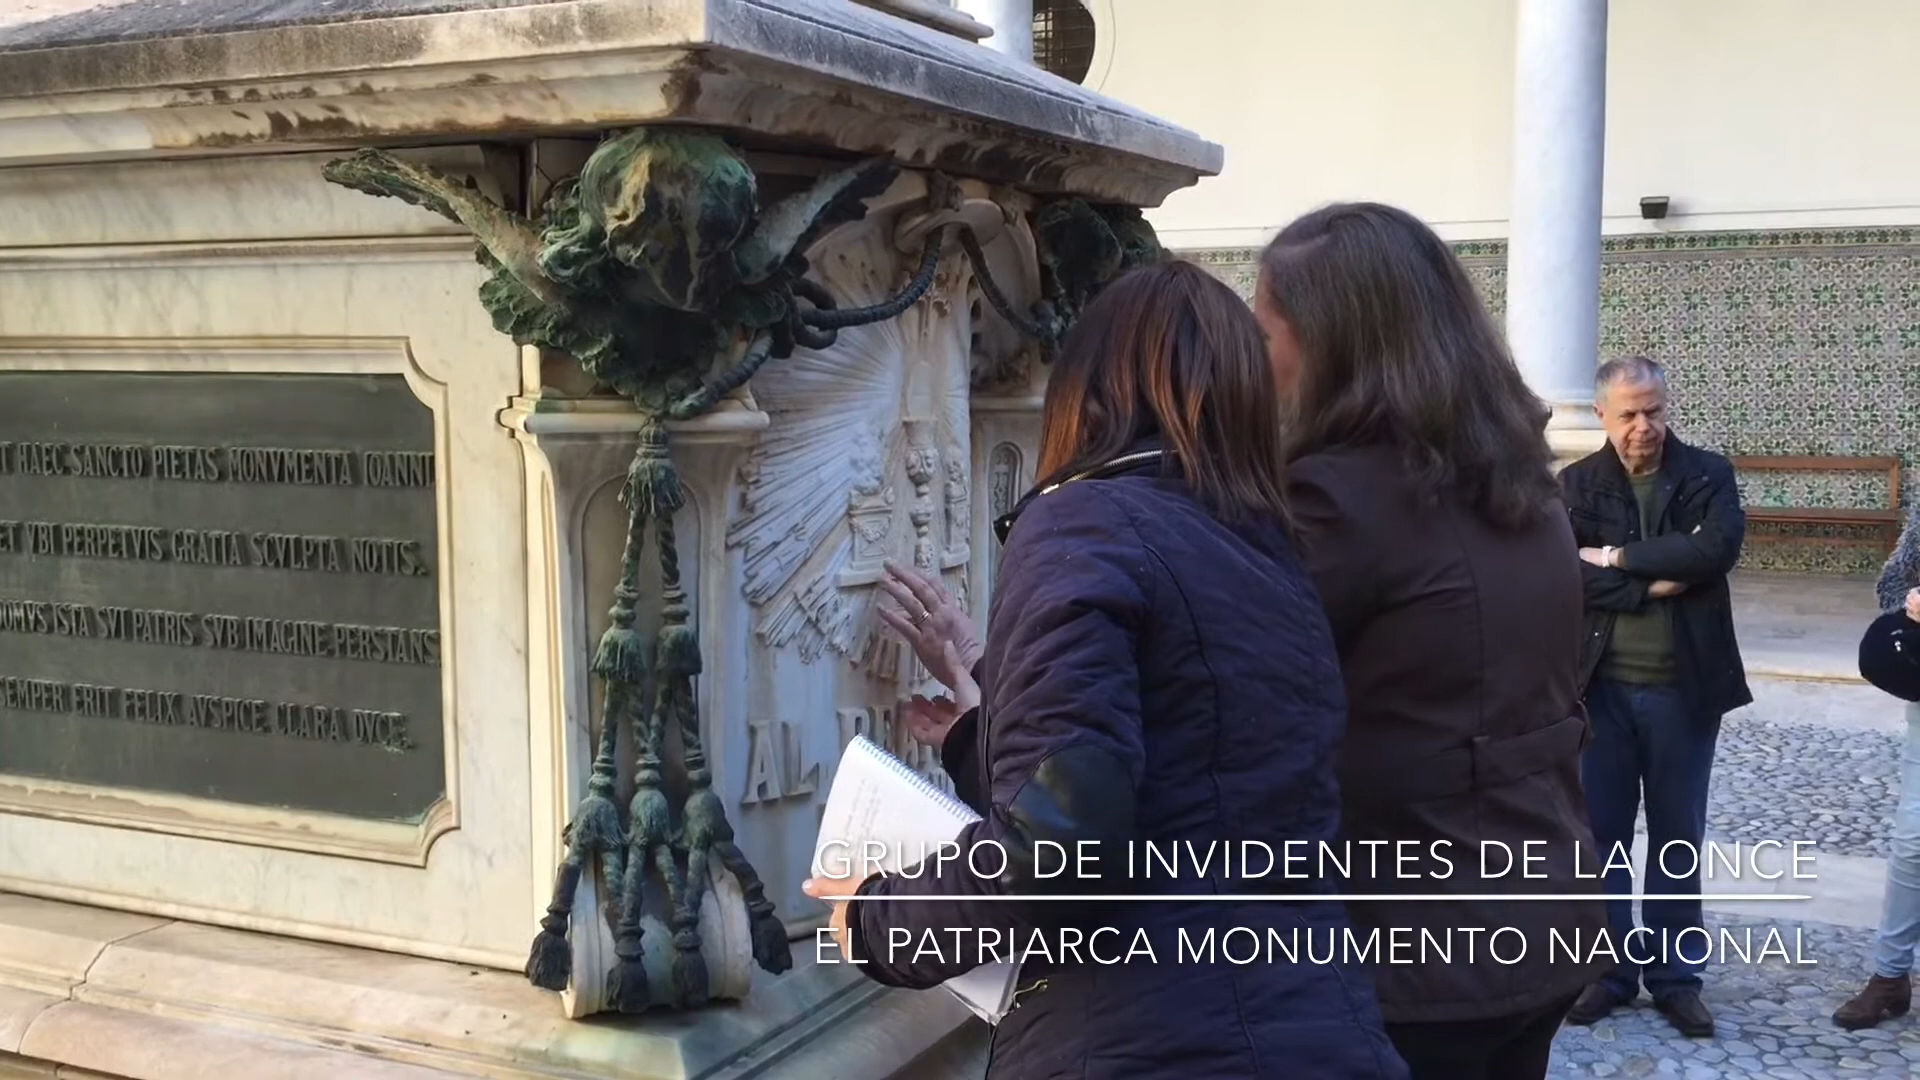 T HAEC SANCTO PIETAS MONVMENTA IOANNI
ET VBI PERPETVIS GRATIA SCVLPTA NOTIS.
DOMVS ISTA SVI PATRIS SVB IMAGINE PERSTANS
SEMPER ERIT FELIX AVSPICE CLARA DVCE.
AL
GRUPO DE INVIDENTES DE LA ONCE
EL PATRIARCA MONUMENTO NACIONAL